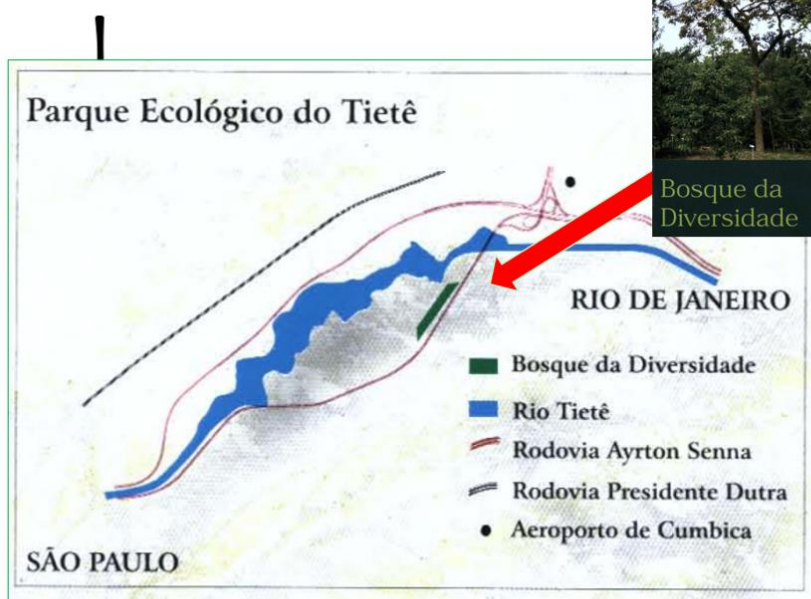 Parque Ecológico do Tietê
Bosque da
Diversidade
RIO DE JANEIRO
Bosque da Diversidade
Rio Tietê
Rodovia Ayrton Senna
Rodovia Presidente Dutra
Aeroporto de Cumbica
SÃO PAULO